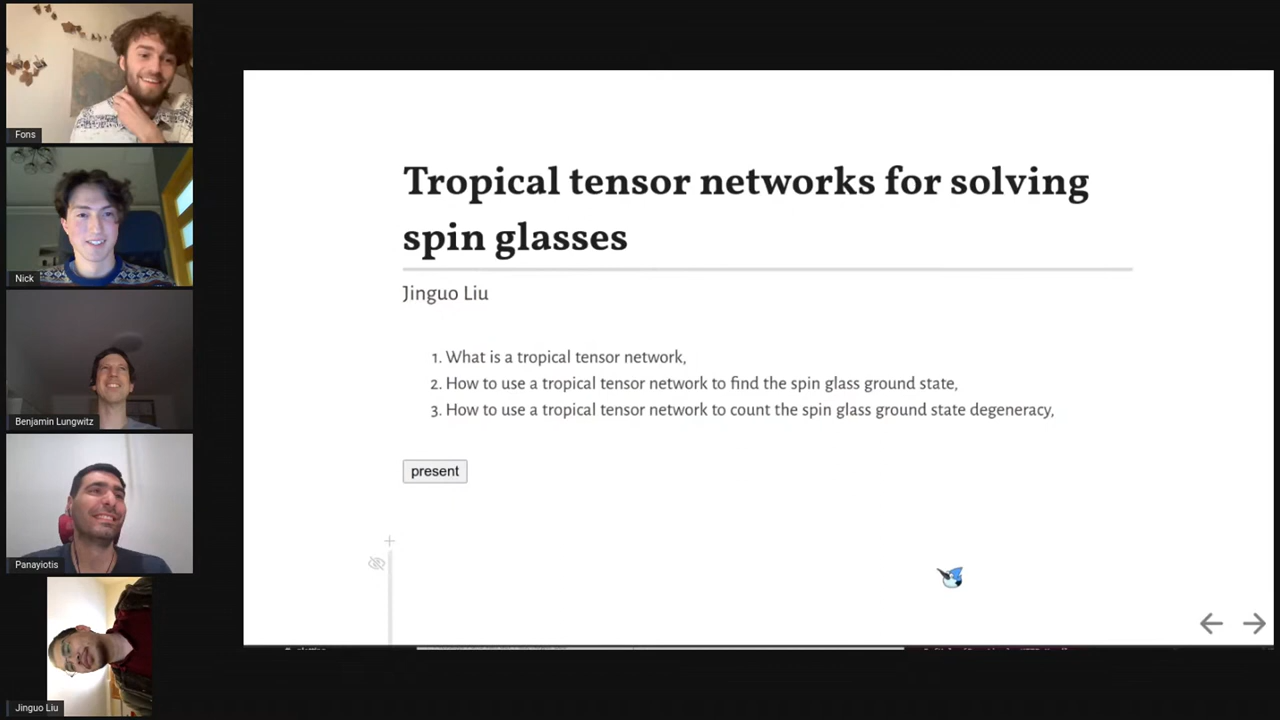 Fons
Nick
Benjamin Lungwitz
Panayiotis
Jinguo Liu
Tropical tensor networks for solving
spin glasses
Jinguo Liu
1. What is a tropical tensor network,
2. How to use a tropical tensor network to find the spin glass ground state,
3. How to use a tropical tensor network to count the spin glass ground state degeneracy,
present